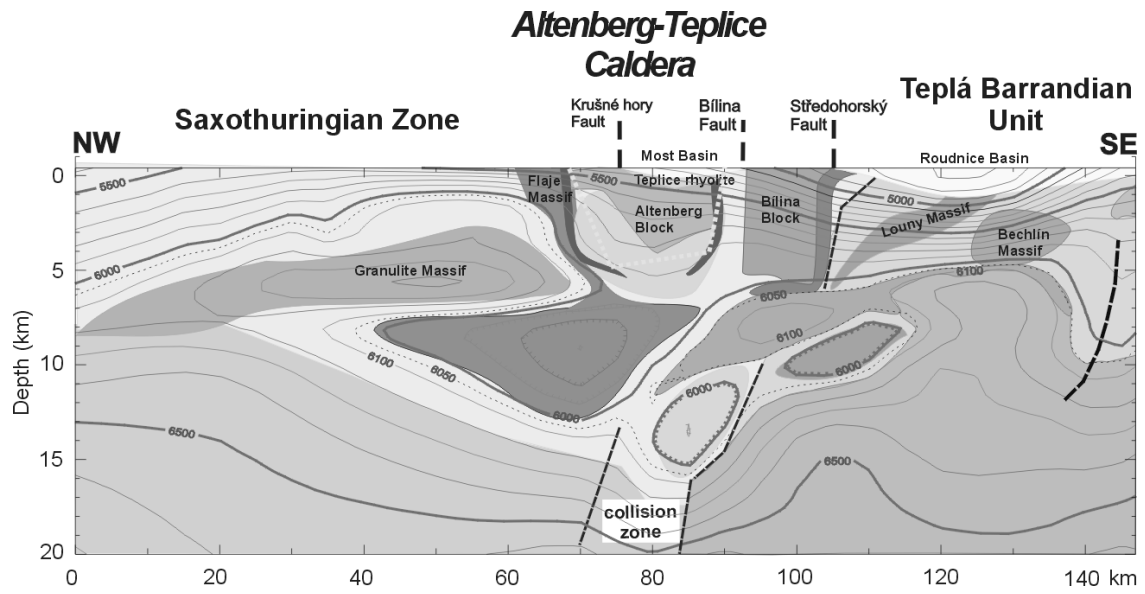 Altenberg-Teplice
Caldera
Saxothuringian Zone
Teplá Barrandian
Unit
Krušné hory
Fault
Bílina
Fault
Středohorský
Fault
NW
SE
Most Basin
Roudnice Basin
0
5
10
15
20
Depth (km)
5500
Flaje
Massif
5500
Teplice rhyolite
Altenberg
Block
Bílina
Block
5000
Louny Massif
Bechlín
Massif
6000
Granulite Massif
6100
6050
6100
6100
6050
6000
6000
6000
6500
6500
collision
zone
0
20
40
60
80
100
120
140 km